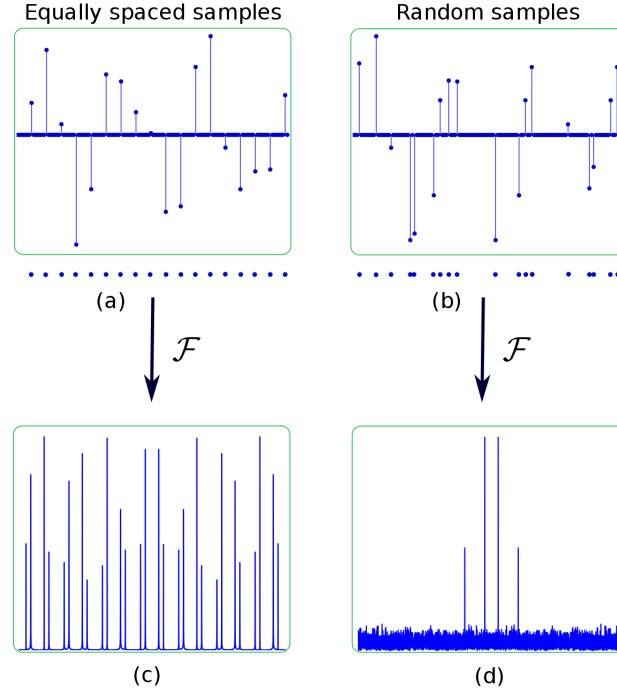 Equally spaced samples
Random samples
(a)
(b)
ℱ
ℱ
(c)
(d)